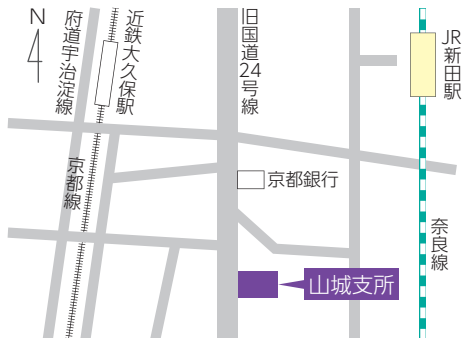 N
府道宇治淀線
近鉄大久保駅
旧国道24号線
JR新田駅
京都線
京都銀行
奈良線
山城支所